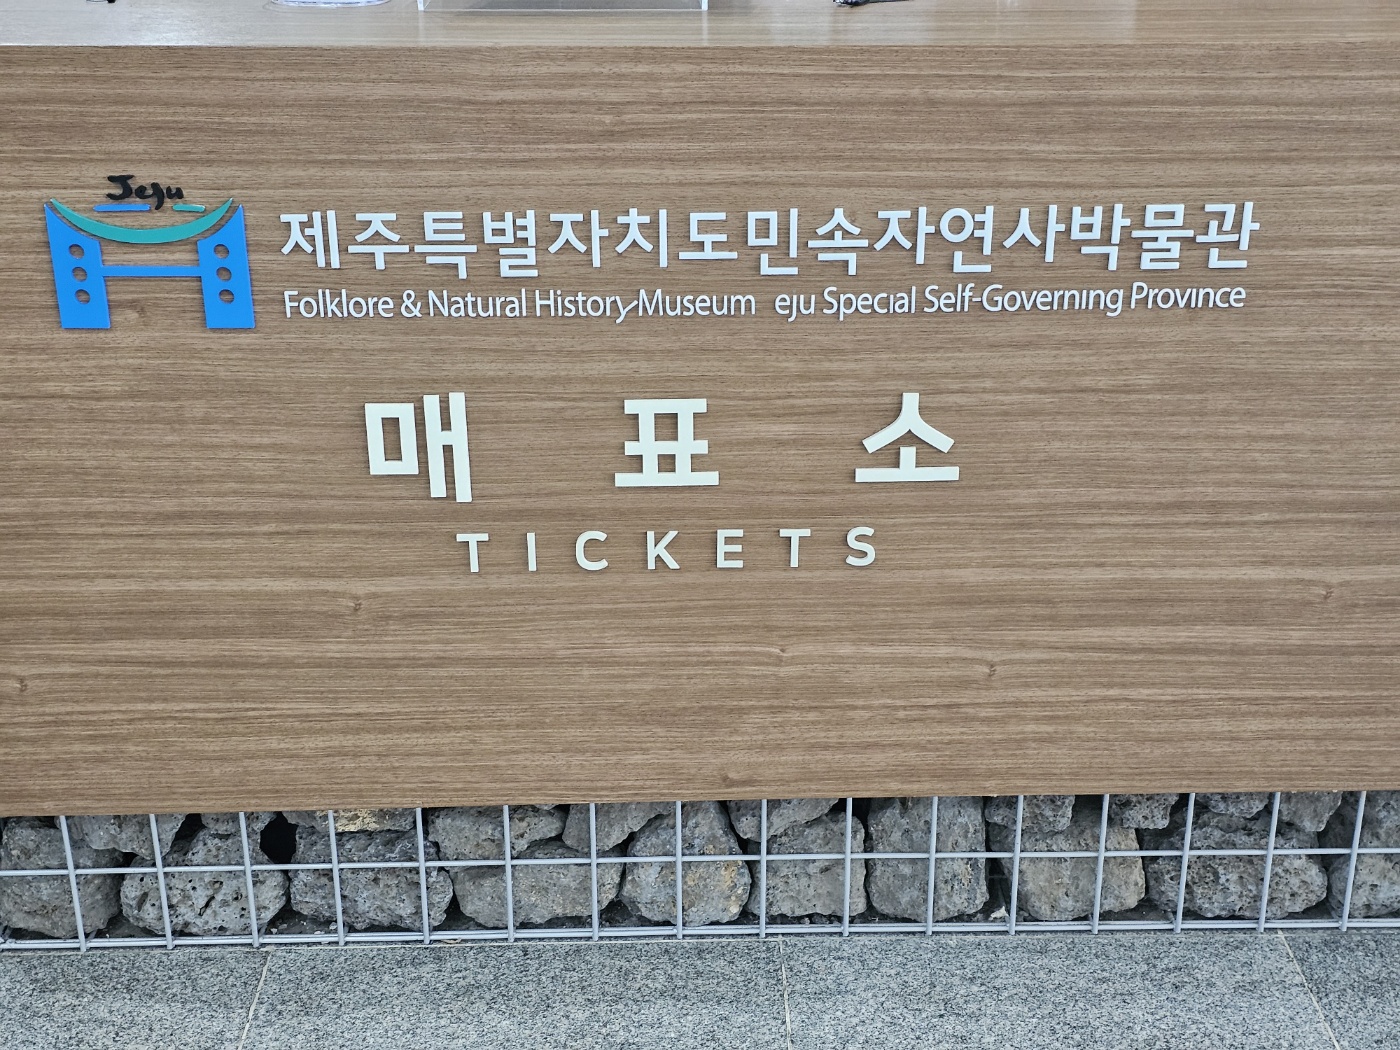 Jeju
제주특별자치도민속자연사박물관
Folklore & Natural History Museum eju Special Self-Governing Province
매표소
TICKETS